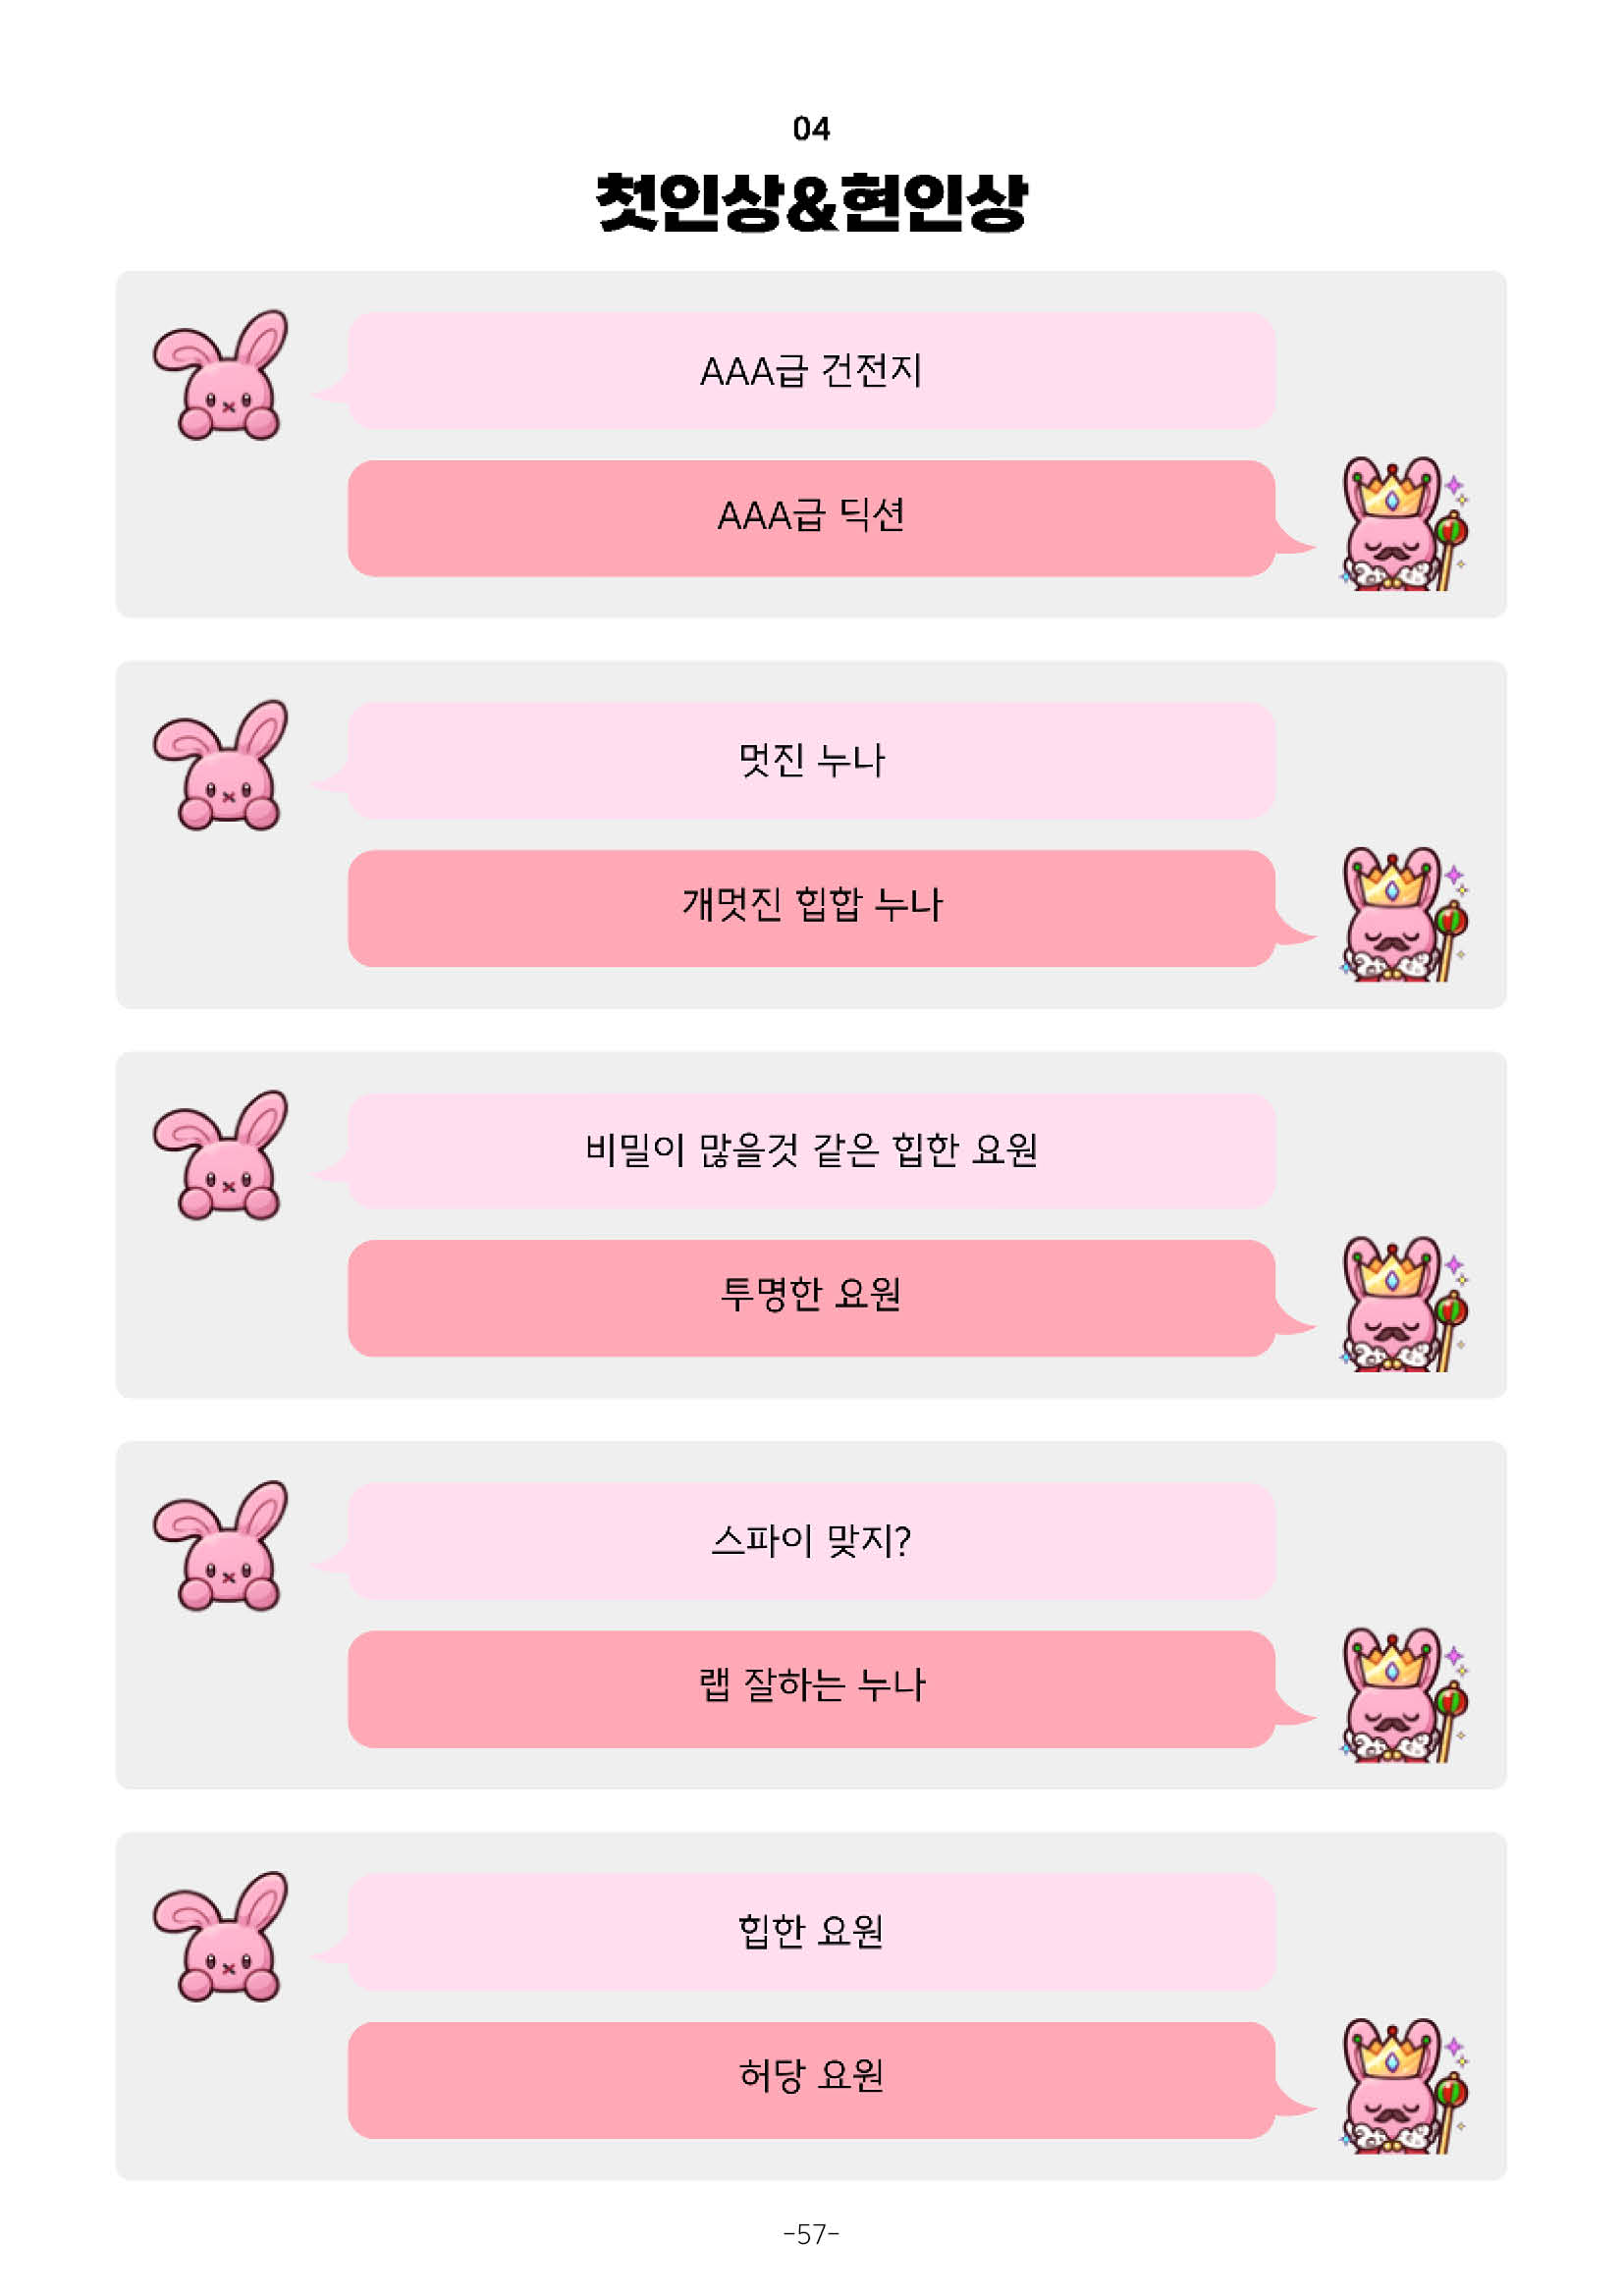 04
첫인상&현인상
AAA급 건전지
AAA급 딕션
멋진 누나
개멋진 힙합 누나
비밀이 많을것 같은 힙한 요원
투명한 요원
스파이 맞지?
랩 잘하는 누나
힙한 요원
허당 요원
-57-